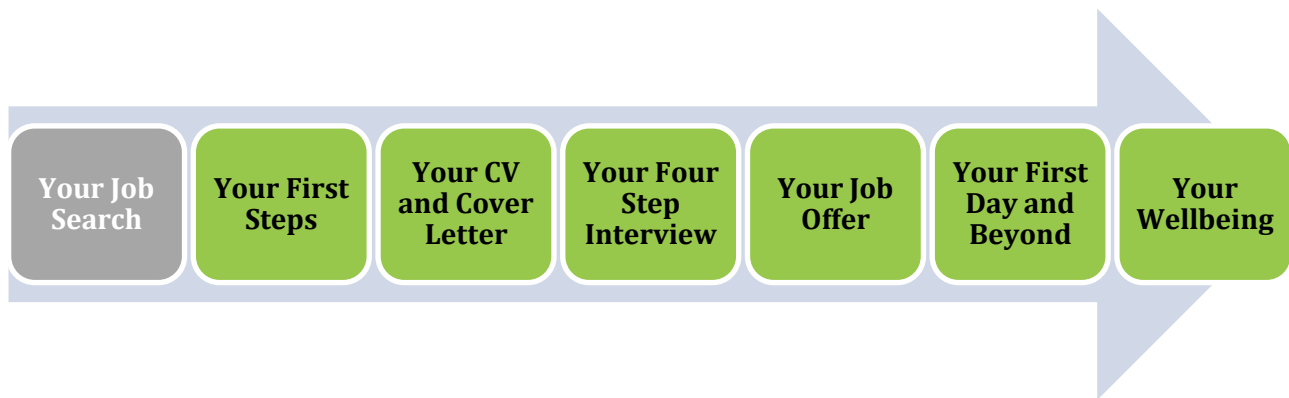 Your Job
Search
Your First
Steps
Your CV
and Cover
Letter
Your Four
Step
Interview
Your Job
Offer
Your First
Day and
Beyond
Your
Wellbeing